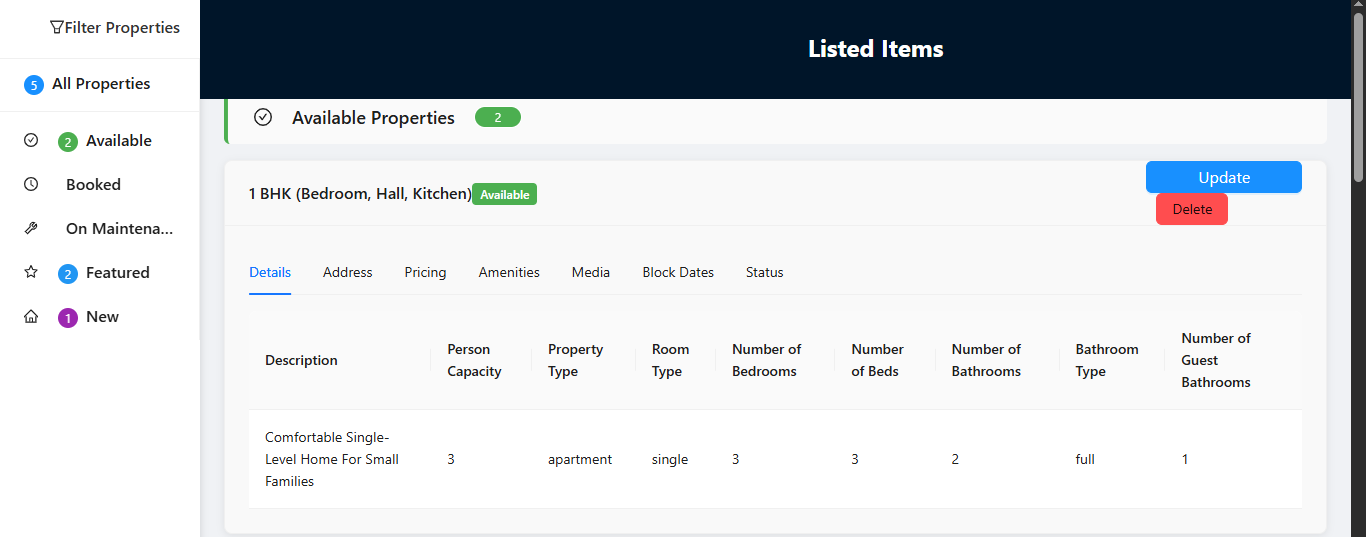 Filter Properties
5 All Properties
2 Available
Booked
On Maintena...
2 Featured
1 New
Listed Items
Available Properties 2
1 BHK (Bedroom, Hall, Kitchen) Available
Update
Delete
Details Address Pricing Amenities Media Block Dates Status
Description
Person
Capacity
Property
Type
Room
Type
Number of
Bedrooms
Number
of Beds
Number of
Bathrooms
Bathroom
Type
Number of
Guest
Bathrooms
Comfortable Single-
Level Home For Small
Families
3
apartment
single
3
3
2
full
1